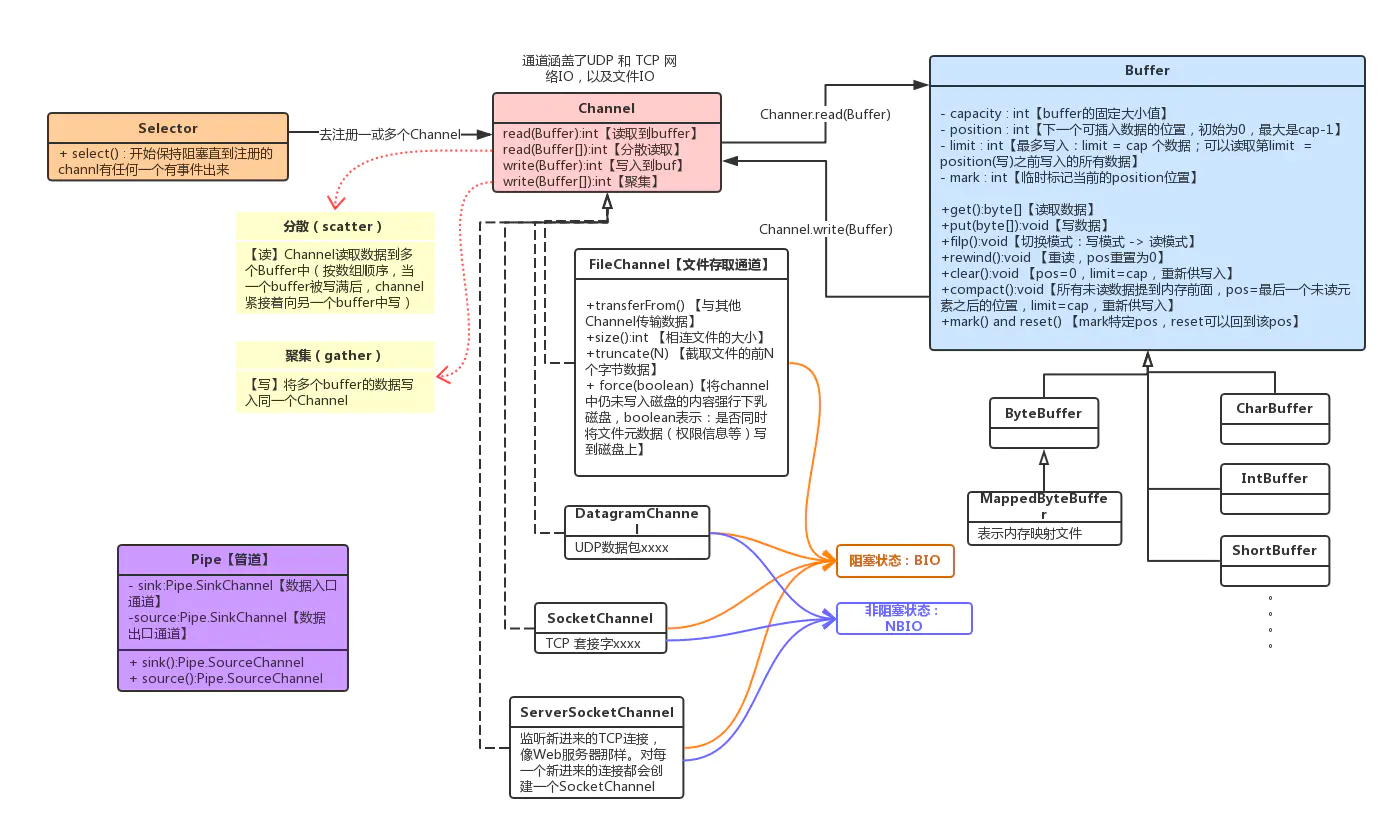 通道涵盖了UDP 和 TCP 网
络IO，以及文件IO
Selector
+ select() : 开始保持阻塞直到注册的
channl有任何一个有事件出来
去注册一或多个Channel
Channel
read(Buffer):int【读取到buffer】
read(Buffer[]):int【分散读取】
write(Buffer):int【写入到buf】
write(Buffer[]):int【聚集】
Channer.read(Buffer)
Channel.write(Buffer)
Buffer
- capacity : int【buffer的固定大小值】
- position : int【下一个可插入数据的位置，初始为0，最大是cap-1】
- limit : int【最多写入：limit = cap 个数据；可以读取第limit =
position(写)之前写入的所有数据】
- mark : int【临时标记当前的position位置】
+get():byte[]【读取数据】
+put(byte[]):void【写数据】
+filp():void【切换模式：写模式 -> 读模式】
+rewind():void 【重读，pos重置为0】
+clear():void 【pos=0，limit=cap，重新供写入】
+compact():void【所有未读数据提到内存前面，pos=最后一个未读元
素之后的位置，limit=cap，重新供写入】
+mark() and reset() 【mark特定pos，reset可以回到该pos】
分散（scatter）
【读】Channel读取数据到多
个Buffer中（按数组顺序，当
一个buffer被写满后，channel
紧接着向另一个buffer中写）
聚集（gather）
【写】将多个buffer的数据写
入同一个Channel
FileChannel【文件存取通道】
+transferFrom() 【与其他
Channel传输数据】
+size():int 【相连文件的大小】
+truncate(N) 【截取文件的前N
个字节数据】
+ force(boolean)【将channel
中仍未写入磁盘的内容强行下乳
磁盘，boolean表示：是否同时
将文件元数据（权限信息等）写
到磁盘上】
ByteBuffer
CharBuffer
IntBuffer
MappedByteBuffe
r
表示内存映射文件
ShortBuffer
。
。
。
。
DatagramChanne
l
UDP数据包xxxx
阻塞状态：BIO
非阻塞状态：
NBIO
Pipe【管道】
- sink:Pipe.SinkChannel【数据入口
通道】
-source:Pipe.SinkChannel【数据
出口通道】
+ sink():Pipe.SourceChannel
+ source():Pipe.SourceChannel
SocketChannel
TCP 套接字xxxx
ServerSocketChannel
监听新进来的TCP连接，
像Web服务器那样。对每
一个新进来的连接都会创
建一个SocketChannel